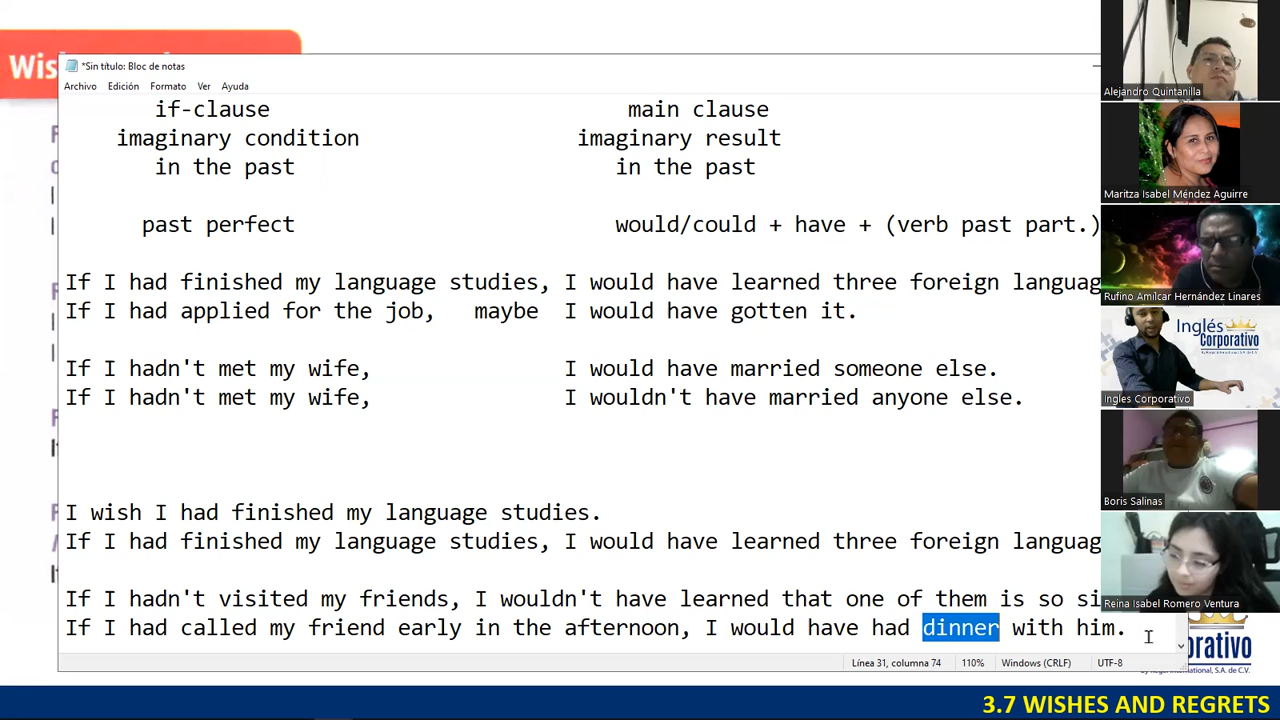 Wis
*Sin título: Bloc de notas
Archivo Edición Formato Ver Ayuda
if-clause main clause
imaginary condition imaginary result
in the past in the past
past perfect would/could + have + (verb past part.)
If I had finished my language studies, I would have learned three foreign languag
If I had applied for the job, maybe I would have gotten it.
If I hadn't met my wife, I would have married someone else.
If I hadn't met my wife, I wouldn't have married anyone else.
I wish I had finished my language studies.
If I had finished my language studies, I would have learned three foreign languag
If I hadn't visited my friends, I wouldn't have learned that one of them is so si
If I had called my friend early in the afternoon, I would have had dinner with him.
Línea 31, columna 74 110% Windows (CRLF) UTF-8
Alejandro Quintanilla
Maritza Isabel Méndez Aguirre
Rufino Amílcar Hernández Linares
Inglés
Corporativo
Ingles Corporativo
Boris Salinas
Reina Isabel Romero Ventura
orativo
International, S.A. de C.V.
3.7 WISHES AND REGRETS